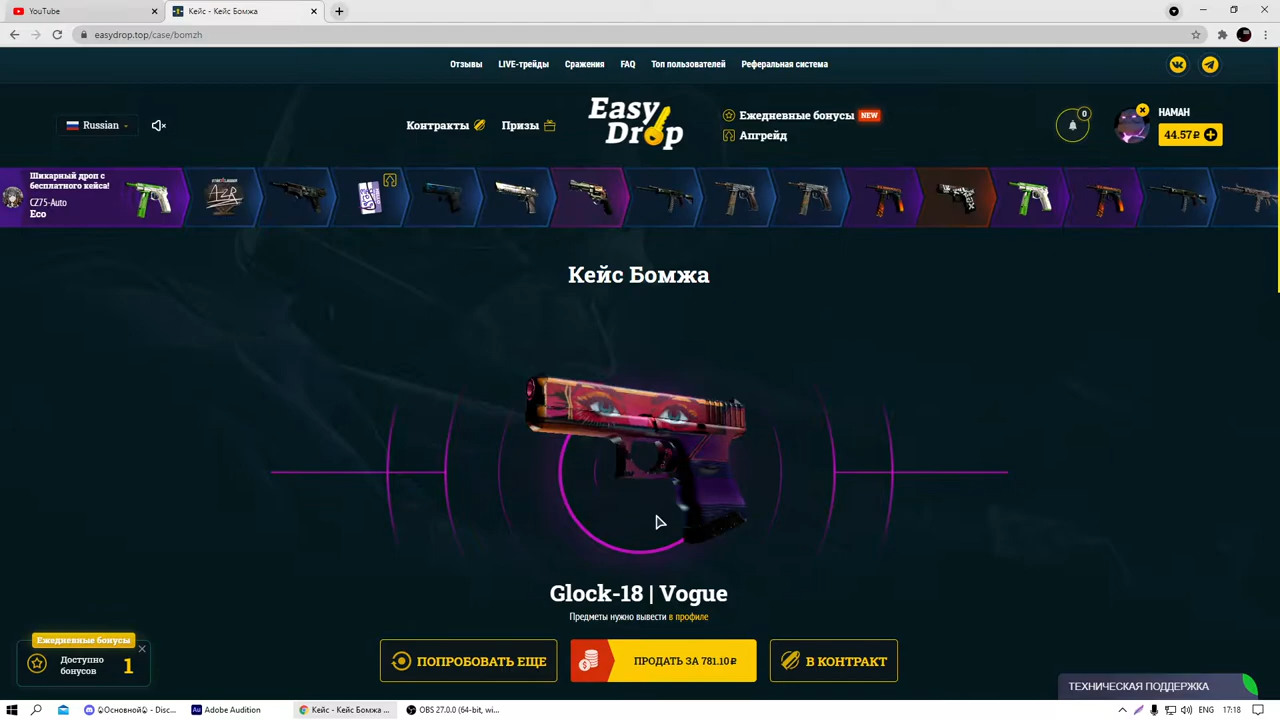 YouTube
Кейс - Кейс Бомжа
easydrop.top/case/bomzh
Отзывы
LIVE-трейды
Сражения
FAQ
Топ пользователей
Реферальная система
Russian
Контракты
Призы
Easy
Drop
Ежедневные бонусы NEW
Апгрейд
0
НАМАН
44.57₽
Шикарный дроп с
бесплатного кейса!
CZ75-Auto
Eco
Кейс Бомжа
Glock-18 | Vogue
Предметы нужно вывести в профиле
ПОПРОБОВАТЬ ЕЩЕ
ПРОДАТЬ ЗА 781.10₽
В КОНТРАКТ
Ежедневные бонусы
Доступно
бонусов
1
ТЕХНИЧЕСКАЯ ПОДДЕРЖКА
Основной - Disc...
Adobe Audition
Кейс - Кейс Бомжа ...
OBS 27.0.0 (64-bit, wi...
ENG
17:18